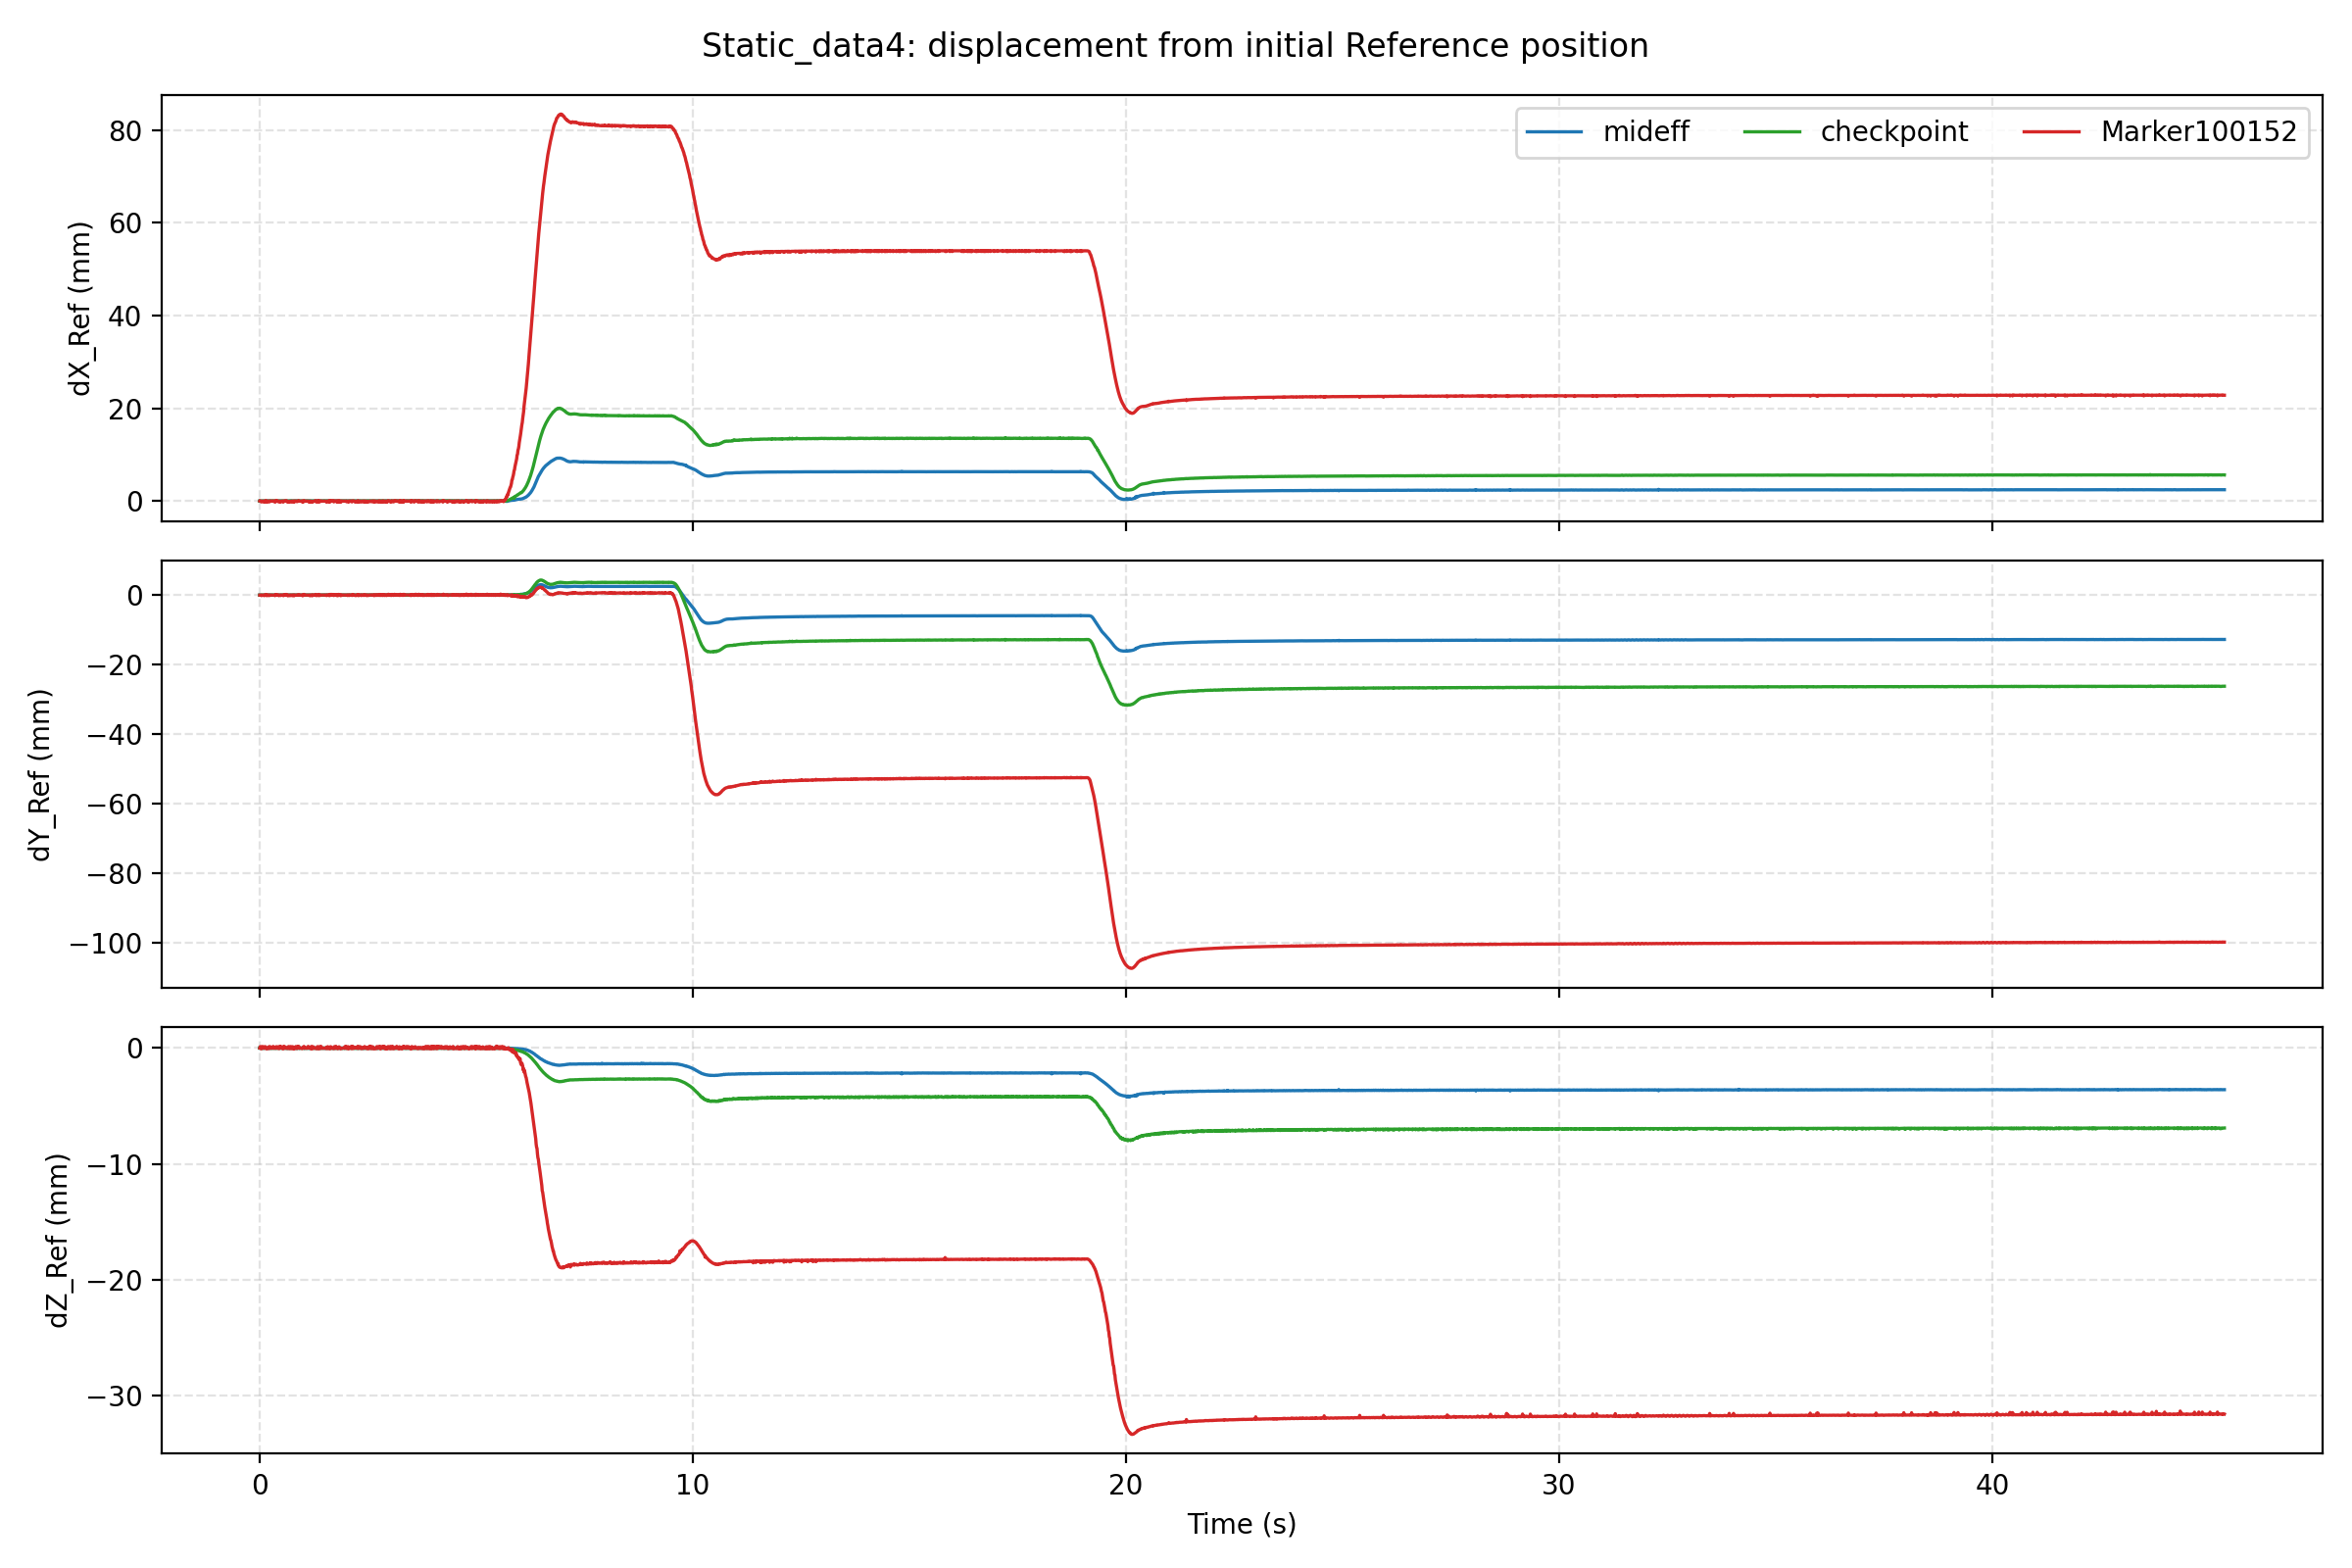 Static_data4: displacement from initial Reference position
mideff checkpoint Marker100152
dX_Ref (mm)
80
60
40
20
0
dY_Ref (mm)
0
−20
−40
−60
−80
−100
dZ_Ref (mm)
0
−10
−20
−30
0 10 20 30 40
Time (s)